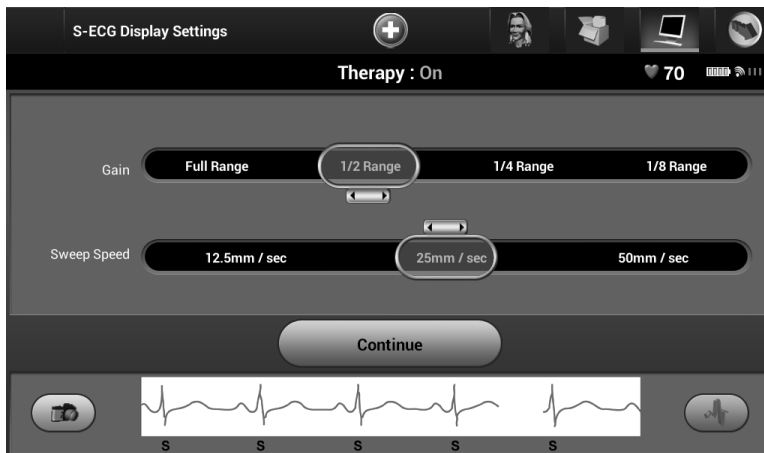 S-ECG Display Settings
Therapy : On
70
Gain
Full Range
1/2 Range
1/4 Range
1/8 Range
Sweep Speed
12.5mm / sec
25mm / sec
50mm / sec
Continue
S S S S S